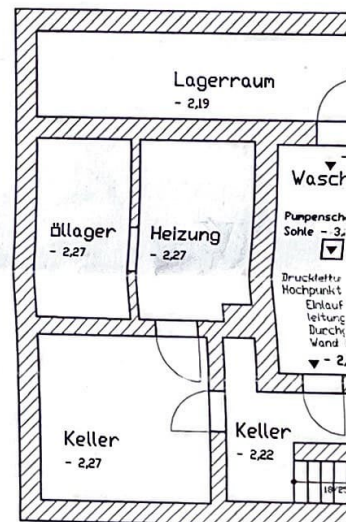 Lagerraum
- 2,19
Wasch
Pumpensch
Sohle - 3,
Öllager
- 2,27
Heizung
- 2,27
Hochpunkt
Einlauf
leitung
Durchg
Wand
- 2,
Keller
- 2,27
Keller
- 2,22